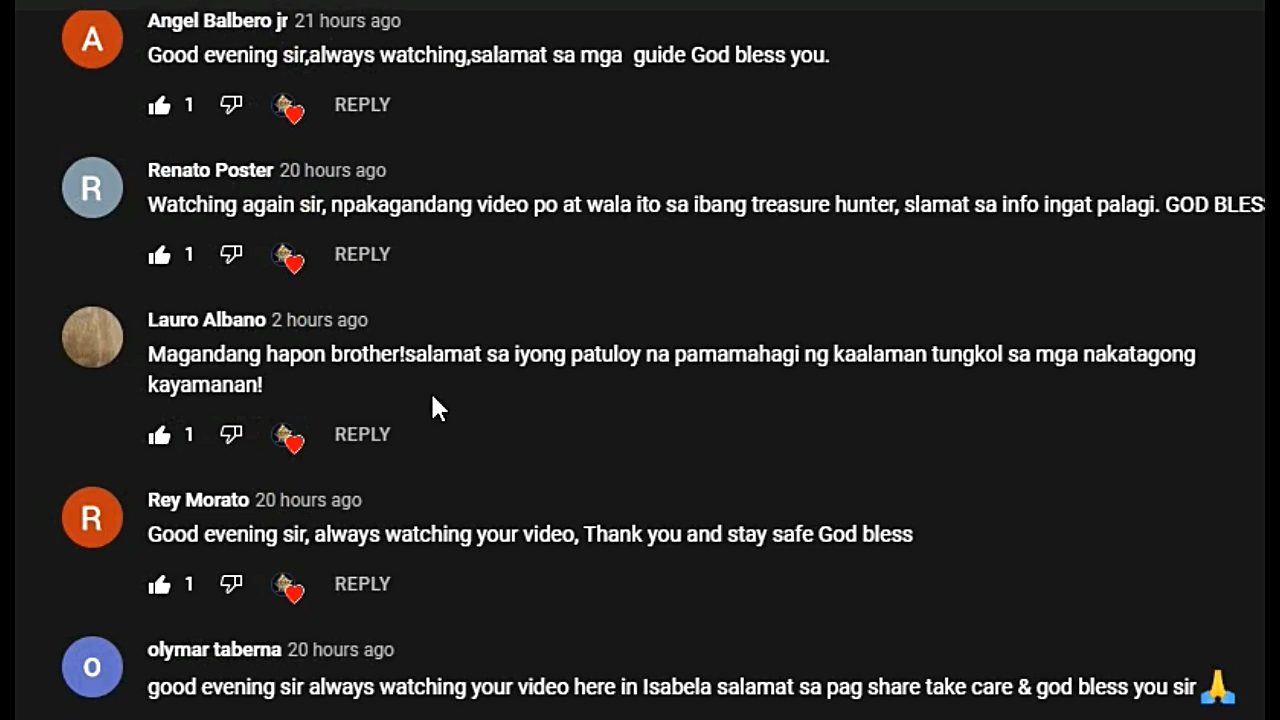 A
Angel Balbero jr 21 hours ago
Good evening sir,always watching,salamat sa mga guide God bless you.
1 REPLY
R
Renato Poster 20 hours ago
Watching again sir, npakagandang video po at wala ito sa ibang treasure hunter, slamat sa info ingat palagi. GOD BLES
1 REPLY
Lauro Albano 2 hours ago
Magandang hapon brother!salamat sa iyong patuloy na pamamahagi ng kaalaman tungkol sa mga nakatagong
kayamanan!
1 REPLY
R
Rey Morato 20 hours ago
Good evening sir, always watching your video, Thank you and stay safe God bless
1 REPLY
o
olymar taberna 20 hours ago
good evening sir always watching your video here in Isabela salamat sa pag share take care & god bless you sir 🙏